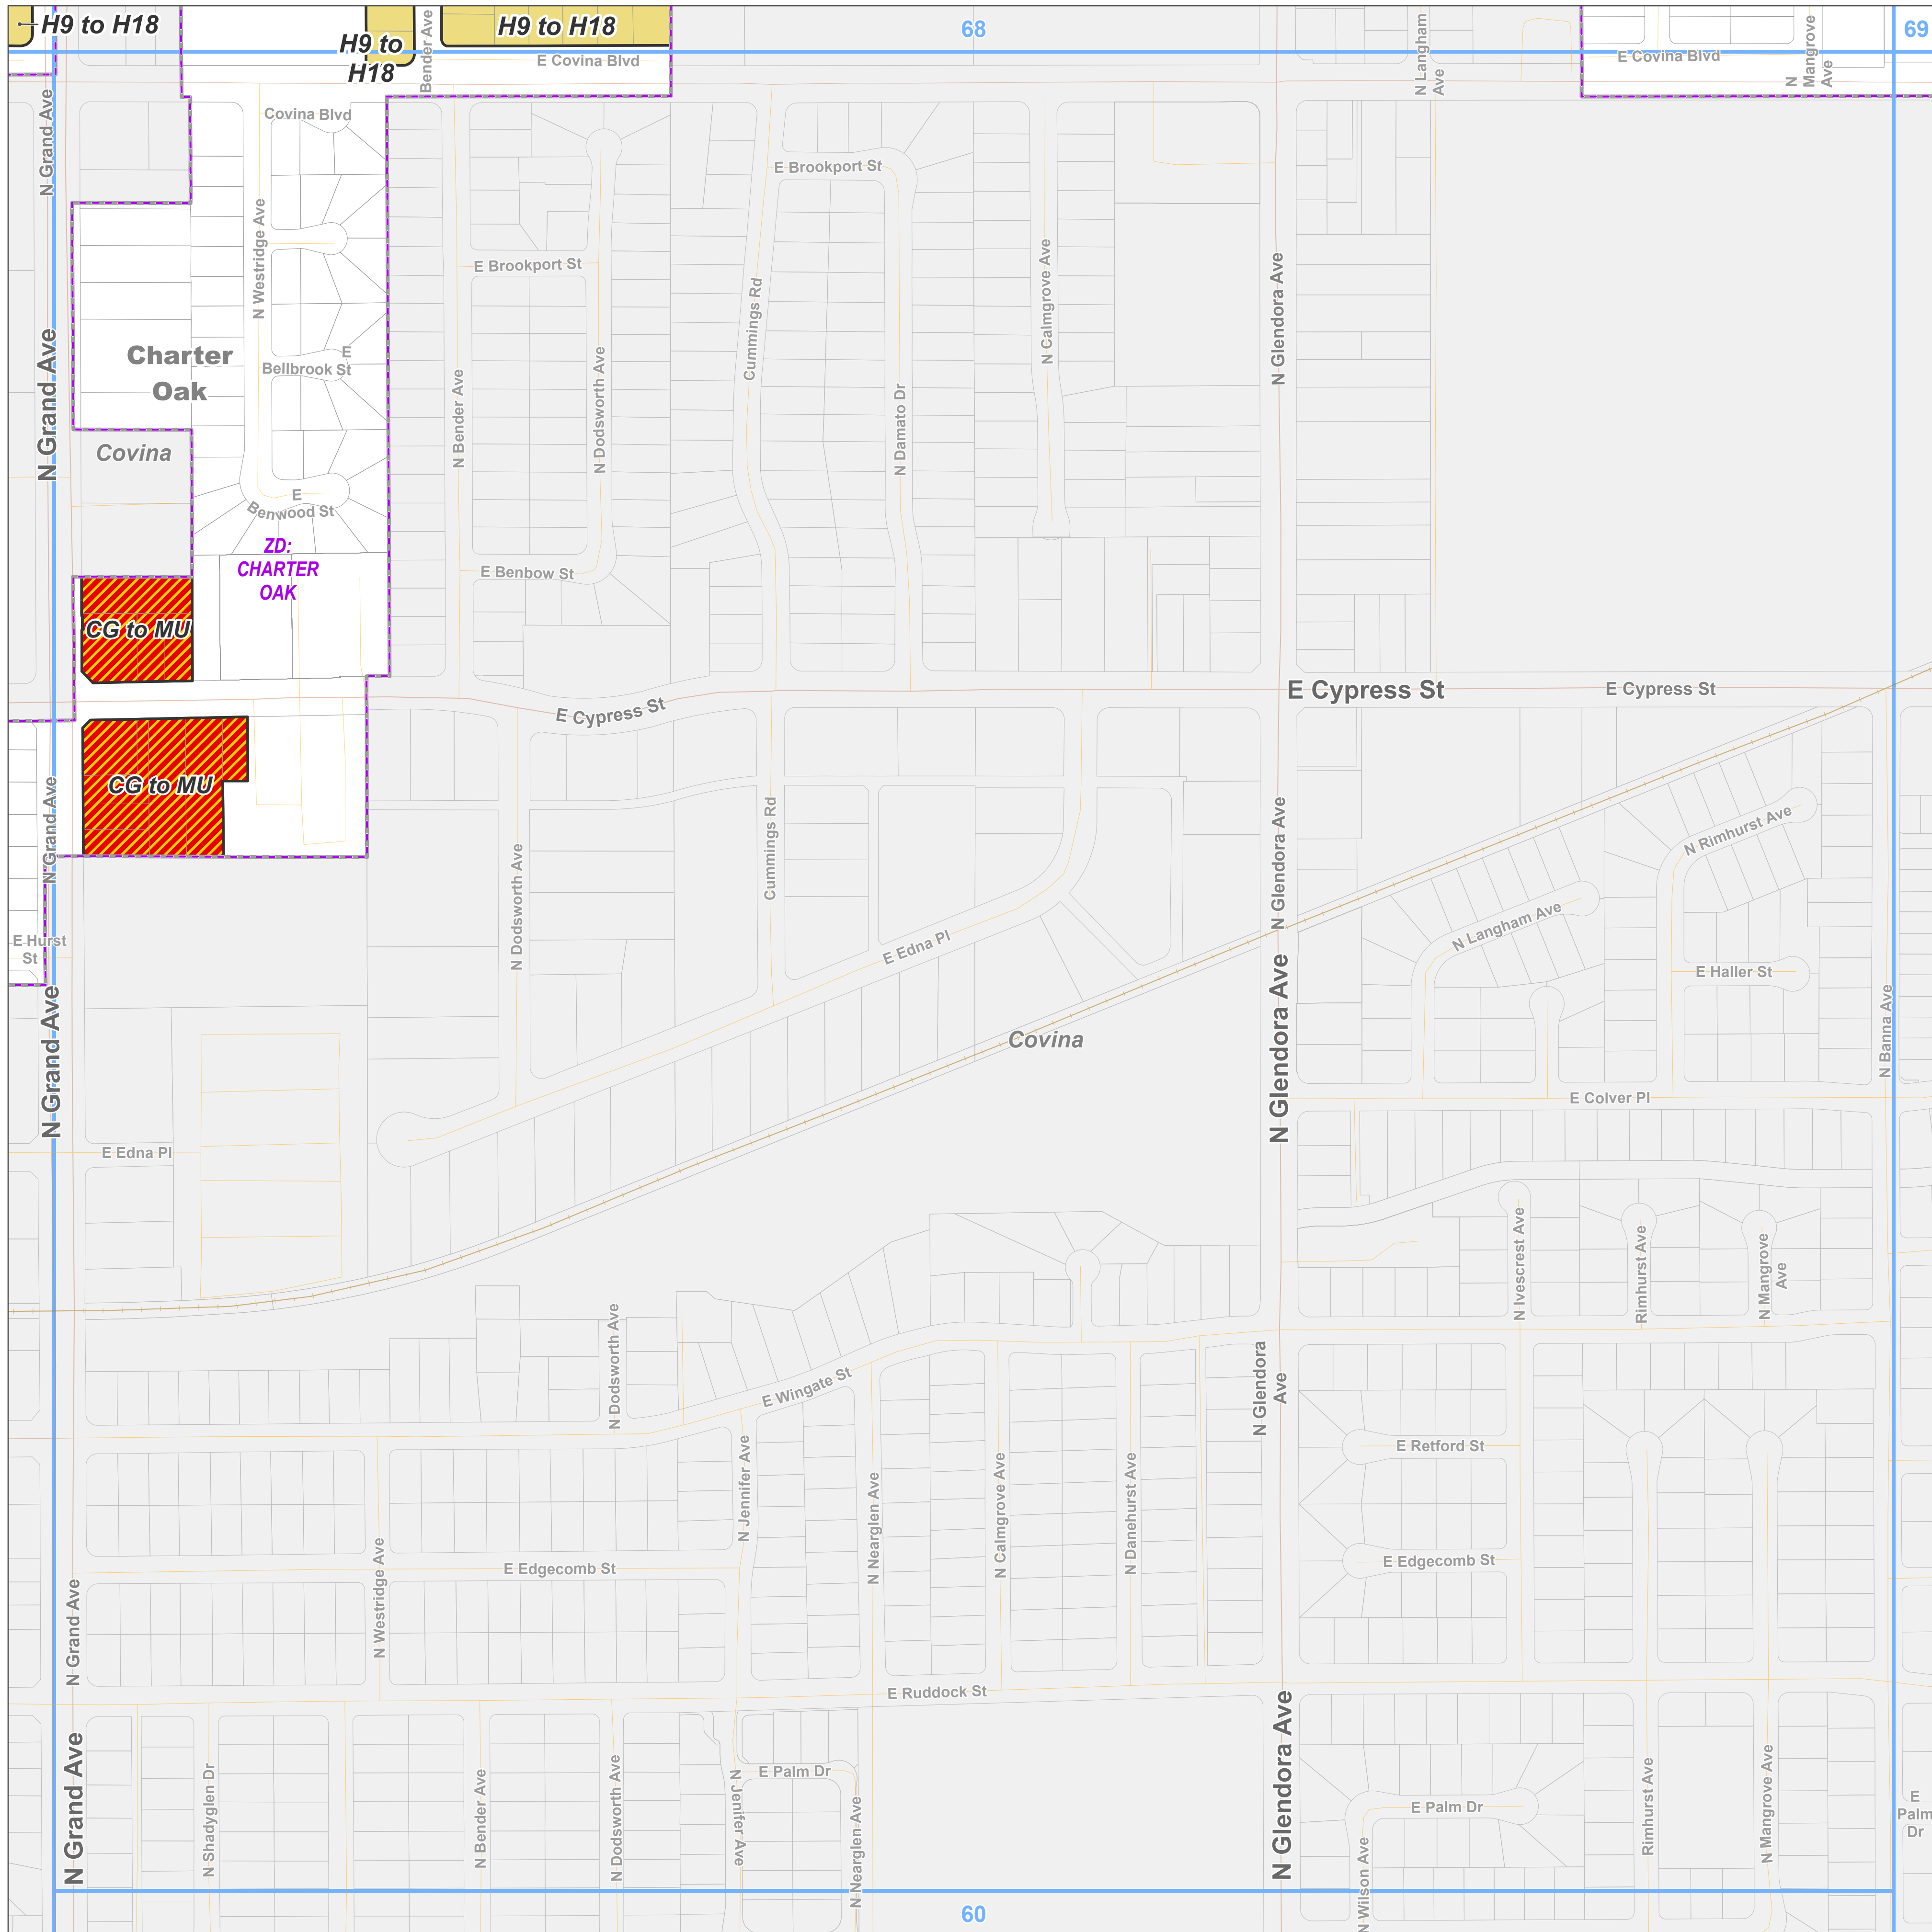 H9 to H18
H9 to
H18
H9 to H18
68
69
Bender Ave
E Covina Blvd
N Langham
Ave
E Covina Blvd
N
Mangrove
Ave
N Grand Ave
Covina Blvd
N Westridge Ave
E Brookport St
E Brookport St
Cummings Rd
N Calmgrove Ave
N Glendora Ave
N Grand Ave
Charter
Oak
E
Bellbrook St
N Bender Ave
N Dodsworth Ave
N Damato Dr
Covina
E
Benwood St
ZD:
CHARTER
OAK
E Benbow St
CG to MU
E Cypress St
E Cypress St
E Cypress St
CG to MU
N Grand Ave
N Dodsworth Ave
Cummings Rd
N Glendora Ave
N Rimhurst Ave
N Langham Ave
E Edna Pl
E Hurst
St
E Haller St
N Banna Ave
N Grand Ave
N Glendora Ave
Covina
E Colver Pl
E Edna Pl
N Ivescrest Ave
Rimhurst Ave
N Mangrove
Ave
N Dodsworth Ave
E Wingate St
N Glendora
Ave
N Jennifer Ave
N Nearglen Ave
N Calmgrove Ave
N Danehurst Ave
E Retford St
N Westridge Ave
E Edgecomb St
E Edgecomb St
N Grand Ave
E Ruddock St
N Grand Ave
N Shadyglen Dr
N Bender Ave
N Dodsworth Ave
N Jenifer Ave
E Palm Dr
N Nearglen Ave
N Glendora Ave
N Wilson Ave
E Palm Dr
Rimhurst Ave
N Mangrove Ave
E
Palm
Dr
60